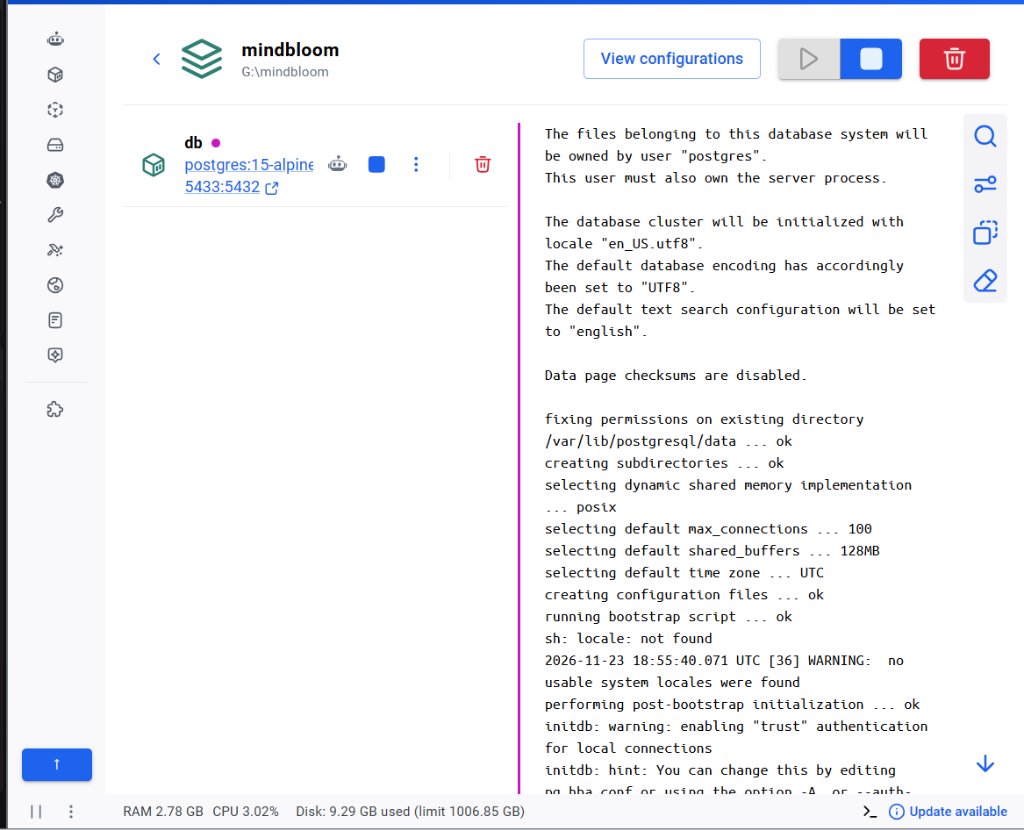 mindbloom
G:\mindbloom
View configurations
db
postgres:15-alpine
5433:5432
The files belonging to this database system will
be owned by user "postgres".
This user must also own the server process.
The database cluster will be initialized with
locale "en_US.utf8".
The default database encoding has accordingly
been set to "UTF8".
The default text search configuration will be set
to "english".
Data page checksums are disabled.
fixing permissions on existing directory
/var/lib/postgresql/data ... ok
creating subdirectories ... ok
selecting dynamic shared memory implementation
... posix
selecting default max_connections ... 100
selecting default shared_buffers ... 128MB
selecting default time zone ... UTC
creating configuration files ... ok
running bootstrap script ... ok
sh: locale: not found
2026-11-23 18:55:40.071 UTC [36] WARNING:  no
usable system locales were found
performing post-bootstrap initialization ... ok
initdb: warning: enabling "trust" authentication
for local connections
initdb: hint: You can change this by editing
pg_hba.conf or using the option -A, or --auth-
RAM 2.78 GB CPU 3.02% Disk: 9.29 GB used (limit 1006.85 GB)
Update available